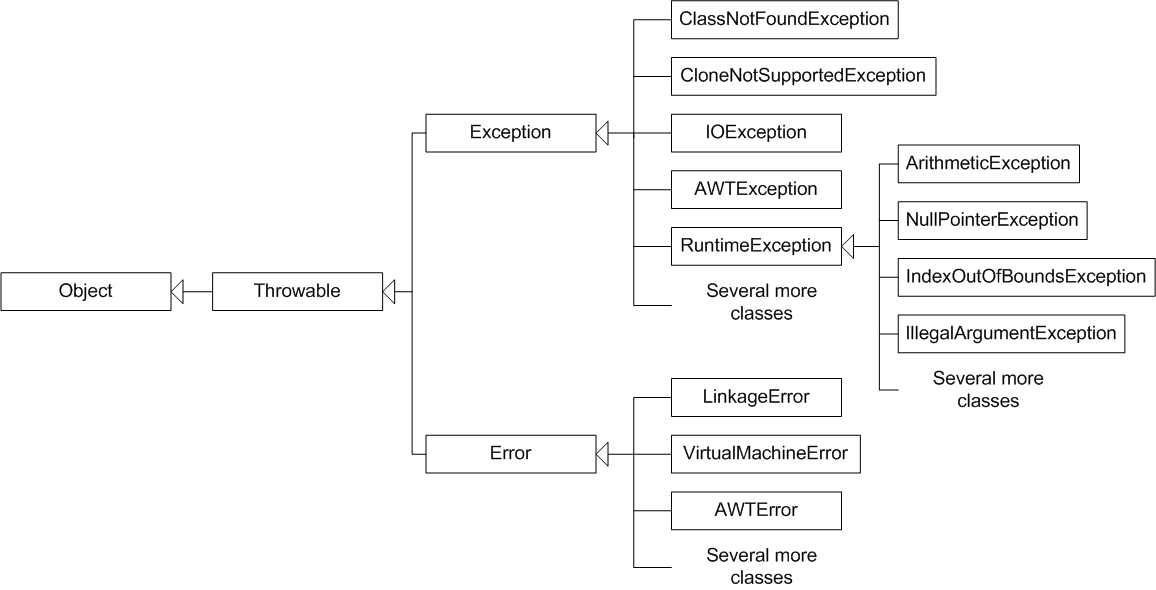 ClassNotFoundException
CloneNotSupportedException
Exception
IOException
ArithmeticException
AWTException
NullPointerException
RuntimeException
IndexOutOfBoundsException
Object
Throwable
Several more
classes
IllegalArgumentException
Several more
classes
LinkageError
Error
VirtualMachineError
AWTError
Several more
classes